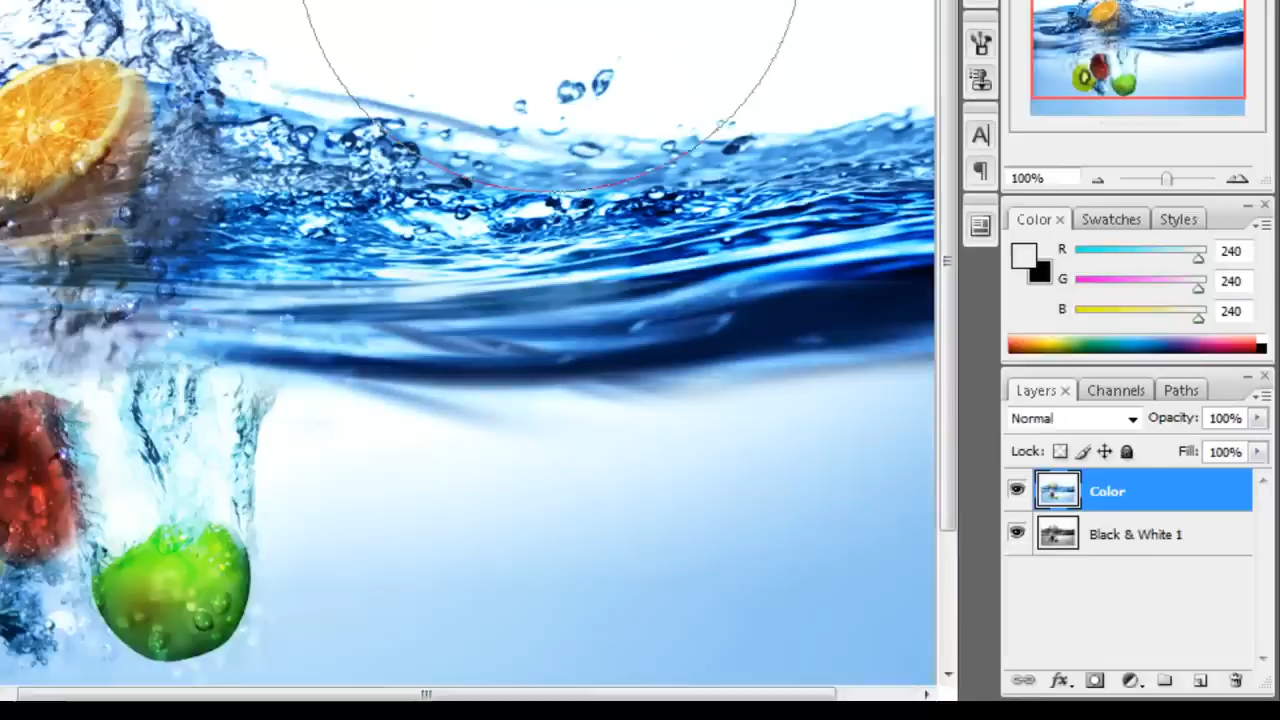 100%
Color × Swatches Styles
R 240
G 240
B 240
Layers × Channels Paths
Normal Opacity: 100%
Lock: Fill: 100%
Color
Black & White 1